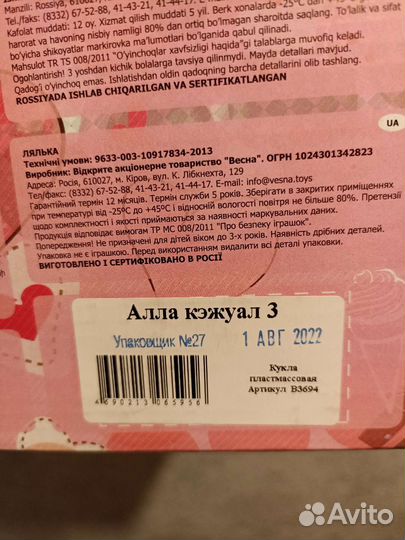 Manzili: Rossiya, 61002
Tel./faks: (8332) 67-52-88, 41-43-21, 41-
Kafolat muddati: 12 oy. Xizmat qilish muddati 5 yil. Berk xonalarda -25°C dan +
harorat va havoning nisbiy namligi 80% dan ortiq bo'lmagan sharoitda saqlang. To'lalik va sifat
bo'yicha shikoyatlar markirovka ma'lumotlari bo'lganda qabul qilinadi.
Mahsulot TR TS 008/2011 "O'yinchoqlar xavfsizligi haqida"gi talablarga muvofiq keladi.
Ogohlantirish! 3 yoshdan kichik bolalarga tavsiya qilinmaydi. Mayda detallar mavjud.
Qadog'i o'yinchoq emas. Ishlatishdan oldin qadoqning barcha detallarini olib tashlang.
ROSSIYADA ISHLAB CHIQARILGAN VA SERTIFIKATLANGAN
UA
ЛЯЛЬКА
Технічні умови: 9633-003-10917834-2013
Виробник: Відкрите акціонерне товариство "Весна". ОГРН 1024301342823
Адреса: Росія, 610027, м. Кіров, вул. К. Лібкнехта, 129
Тел/факс: (8332) 67-52-88, 41-43-21, 41-44-17. E-mail: info@vesna.toys
Гарантійний термін 12 місяців. Термін служби 5 років. Зберігати в закритих приміщеннях
при температурі від -25°C до +45°C і відносній вологості повітря не більше 80%. Претензії
щодо комплектності і якості приймаються за наявності маркувальних даних.
Продукція відповідає вимогам ТР МС 008/2011 "Про безпеку іграшок".
Попередження! Не призначені для дітей віком до 3-х років. Наявність дрібних деталей.
Упаковка не є іграшкою. Перед використанням видалити всі деталі упаковки.
ВИГОТОВЛЕНО І СЕРТИФІКОВАНО В РОСІЇ
Алла кэжуал 3
Упаковщик №27
1 АВГ 2022
Кукла
пластмассовая
Артикул В3694
4 690213 065956
Avito